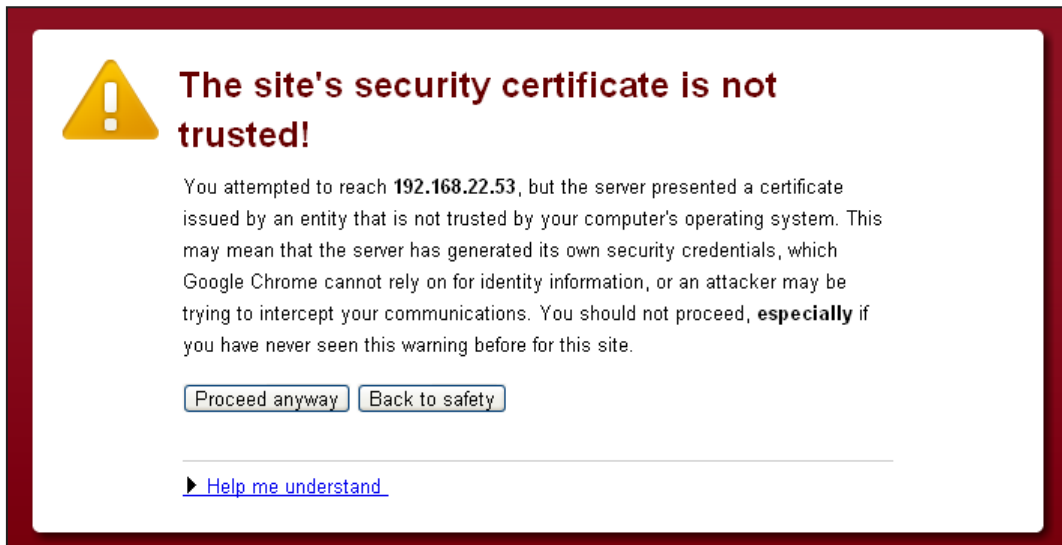 The site's security certificate is not
trusted!
You attempted to reach 192.168.22.53, but the server presented a certificate
issued by an entity that is not trusted by your computer's operating system. This
may mean that the server has generated its own security credentials, which
Google Chrome cannot rely on for identity information, or an attacker may be
trying to intercept your communications. You should not proceed, especially if
you have never seen this warning before for this site.
Proceed anyway Back to safety
Help me understand